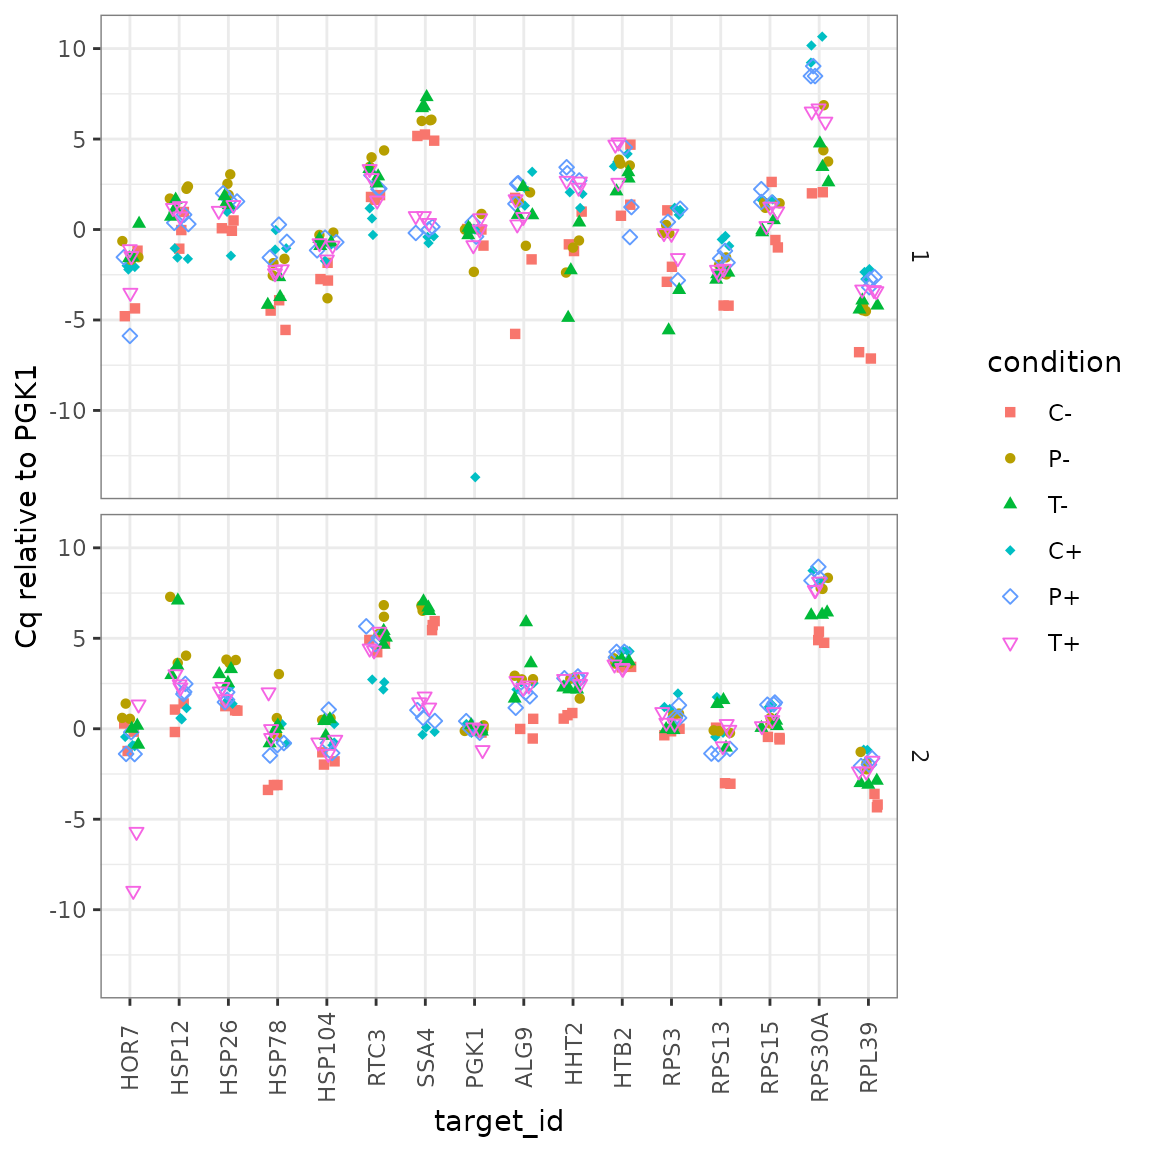 10
5
0
-5
-10
1
10
5
0
-5
-10
2
Cq relative to PGK1
HOR7
HSP12
HSP26
HSP78
HSP104
RTC3
SSA4
PGK1
ALG9
HHT2
HTB2
RPS3
RPS13
RPS15
RPS30A
RPL39
target_id
condition
C-
P-
T-
C+
P+
T+